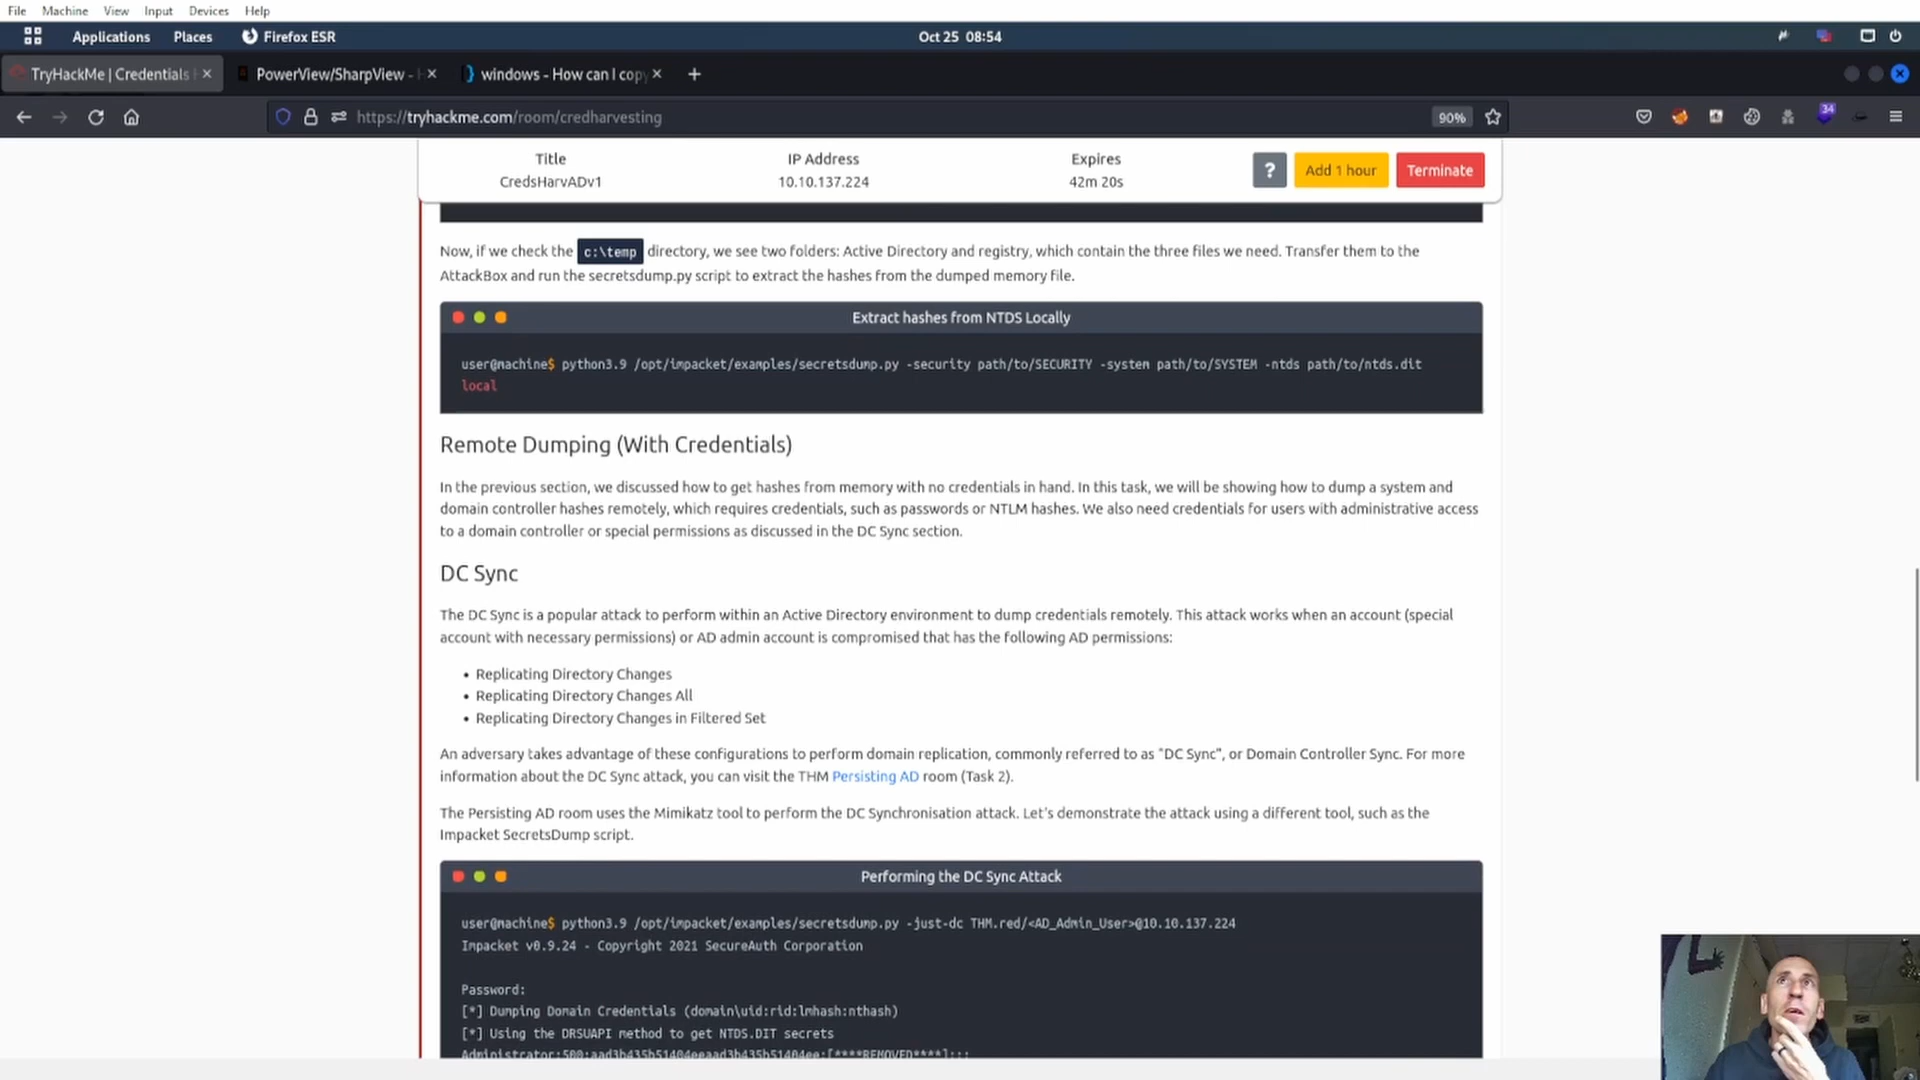 File Machine View Input Devices Help
Applications Places Firefox ESR Oct 25 08:54
TryHackMe | Credentials PowerView/SharpView - windows - How can I copy
https://tryhackme.com/room/credharvesting 90% 34
Title IP Address Expires
CredsHarvADv1 10.10.137.224 42m 20s ? Add 1 hour Terminate
Now, if we check the c:\temp directory, we see two folders: Active Directory and registry, which contain the three files we need. Transfer them to the
AttackBox and run the secretsdump.py script to extract the hashes from the dumped memory file.
Extract hashes from NTDS Locally
user@machine$ python3.9 /opt/impacket/examples/secretsdump.py -security path/to/SECURITY -system path/to/SYSTEM -ntds path/to/ntds.dit
local
Remote Dumping (With Credentials)
In the previous section, we discussed how to get hashes from memory with no credentials in hand. In this task, we will be showing how to dump a system and
domain controller hashes remotely, which requires credentials, such as passwords or NTLM hashes. We also need credentials for users with administrative access
to a domain controller or special permissions as discussed in the DC Sync section.
DC Sync
The DC Sync is a popular attack to perform within an Active Directory environment to dump credentials remotely. This attack works when an account (special
account with necessary permissions) or AD admin account is compromised that has the following AD permissions:
• Replicating Directory Changes
• Replicating Directory Changes All
• Replicating Directory Changes in Filtered Set
An adversary takes advantage of these configurations to perform domain replication, commonly referred to as "DC Sync", or Domain Controller Sync. For more
information about the DC Sync attack, you can visit the THM Persisting AD room (Task 2).
The Persisting AD room uses the Mimikatz tool to perform the DC Synchronisation attack. Let's demonstrate the attack using a different tool, such as the
Impacket SecretsDump script.
Performing the DC Sync Attack
user@machine$ python3.9 /opt/impacket/examples/secretsdump.py -just-dc THM.red/<AD_Admin_User>@10.10.137.224
Impacket v0.9.24 - Copyright 2021 SecureAuth Corporation
Password:
[*] Dumping Domain Credentials (domain\uid:rid:lmhash:nthash)
[*] Using the DRSUAPI method to get NTDS.DIT secrets
Administrator:500:aad3b435b51404eeaad3b435b51404ee:[****REMOVED****]:::